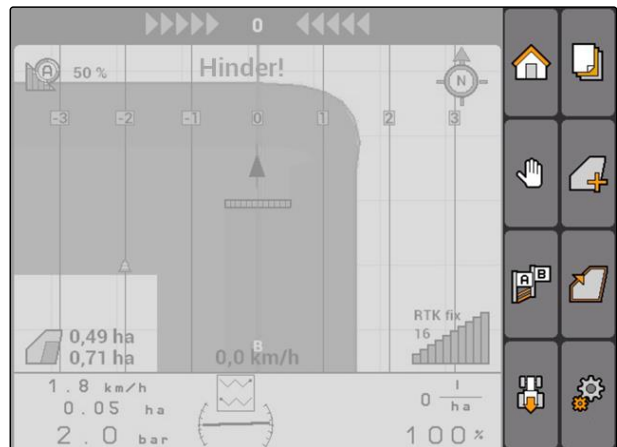 0
A 50 %
Hinder!
N
-3 -2 -1 0 1 2 3
A B
RTK fix
16
0,49 ha
0,71 ha
B
0,0 km/h
1.8 km/h
0.05 ha
2.0 bar
0 l/ha
100%